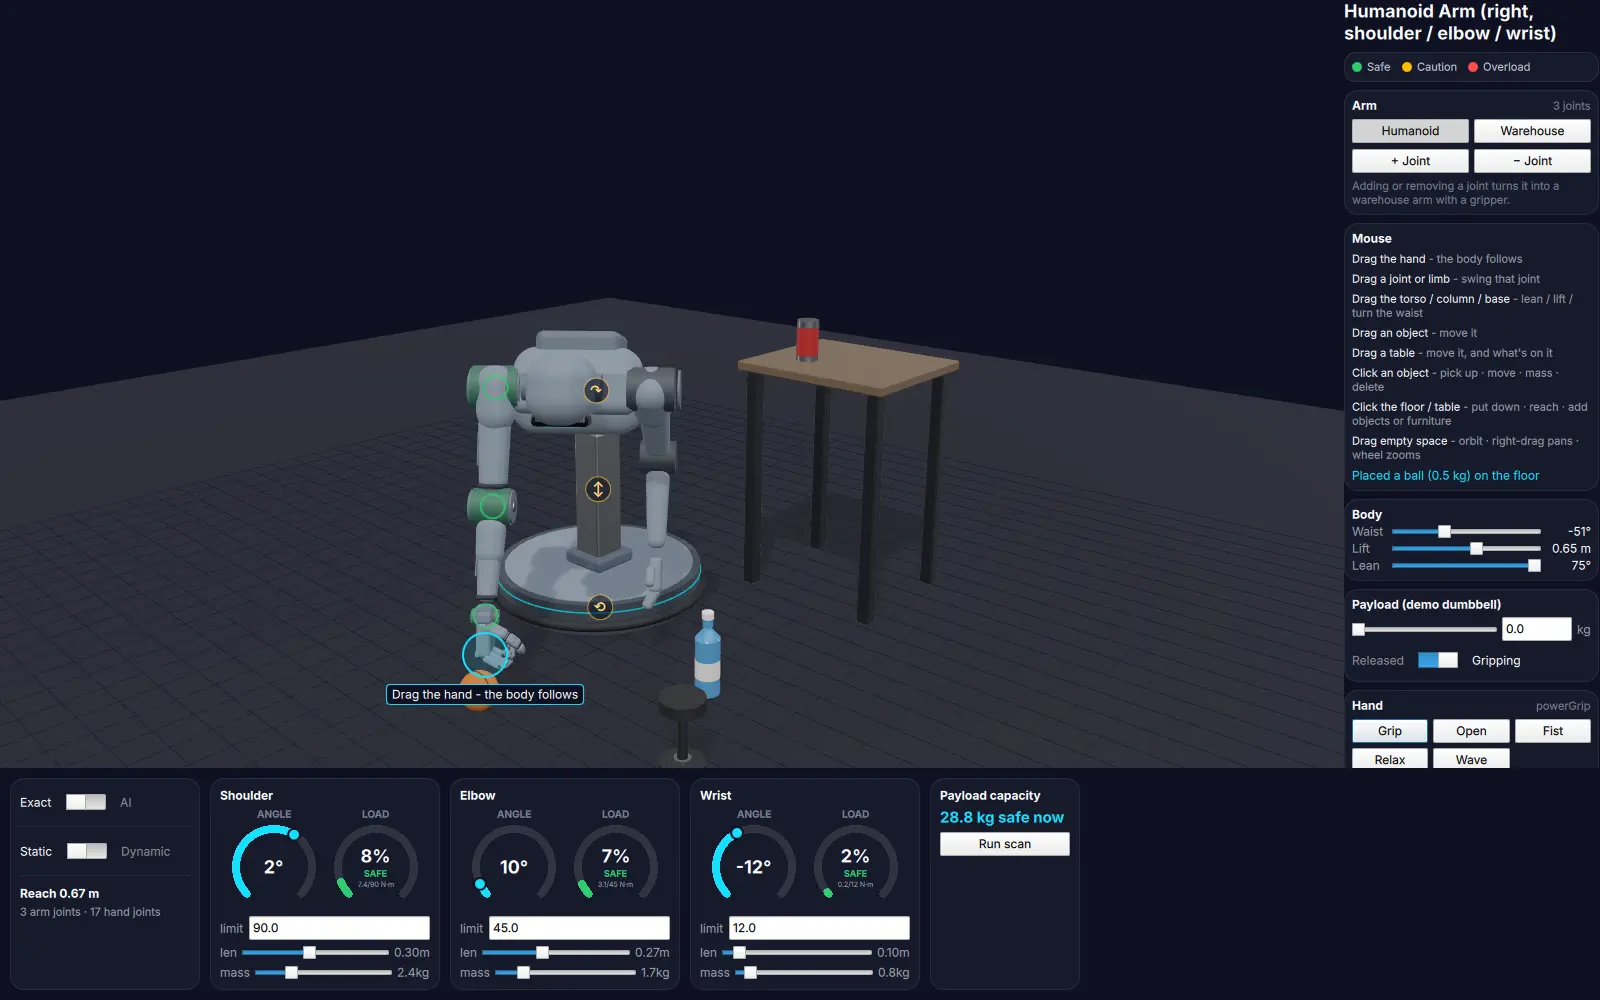 Humanoid Arm (right,
shoulder / elbow / wrist)
Safe Caution Overload
Arm 3 joints
Humanoid Warehouse
+ Joint − Joint
Adding or removing a joint turns it into a
warehouse arm with a gripper.
Mouse
Drag the hand - the body follows
Drag a joint or limb - swing that joint
Drag the torso / column / base - lean / lift /
turn the waist
Drag an object - move it
Drag a table - move it, and what's on it
Click an object - pick up · move · mass ·
delete
Click the floor / table - put down · reach · add
objects or furniture
Drag empty space - orbit · right-drag pans ·
wheel zooms
Placed a ball (0.5 kg) on the floor
Body
Waist -51°
Lift 0.65 m
Lean 75°
Payload (demo dumbbell)
0.0 kg
Released Gripping
Hand powerGrip
Grip Open Fist
Relax Wave
Drag the hand - the body follows
Exact AI
Static Dynamic
Reach 0.67 m
3 arm joints · 17 hand joints
Shoulder
ANGLE LOAD
2° 8%
SAFE
7.4/90 N·m
limit 90.0
len 0.30m
mass 2.4kg
Elbow
ANGLE LOAD
10° 7%
SAFE
3.1/45 N·m
limit 45.0
len 0.27m
mass 1.7kg
Wrist
ANGLE LOAD
-12° 2%
SAFE
0.2/12 N·m
limit 12.0
len 0.10m
mass 0.8kg
Payload capacity
28.8 kg safe now
Run scan